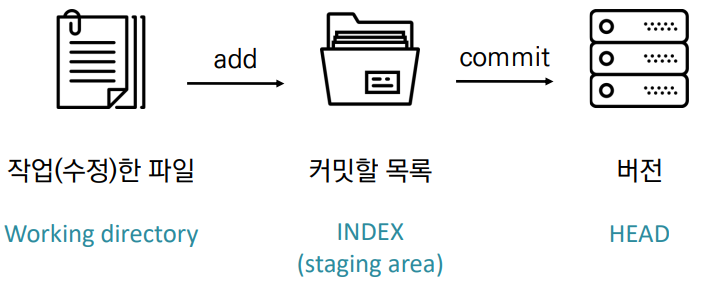 add
commit
작업(수정)한 파일
커밋할 목록
버전
Working directory
INDEX
(staging area)
HEAD